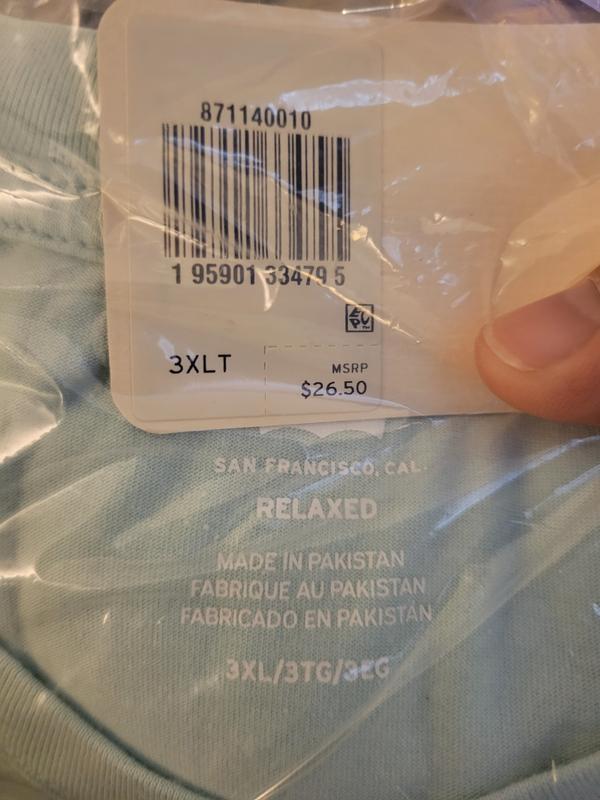 871140010
1 95901 33479 5
3XLT
MSRP
$26.50
SAN FRANCISCO, CAL.
RELAXED
MADE IN PAKISTAN
FABRIQUE AU PAKISTAN
FABRICADO EN PAKISTAN
3XL/3TG/3EG